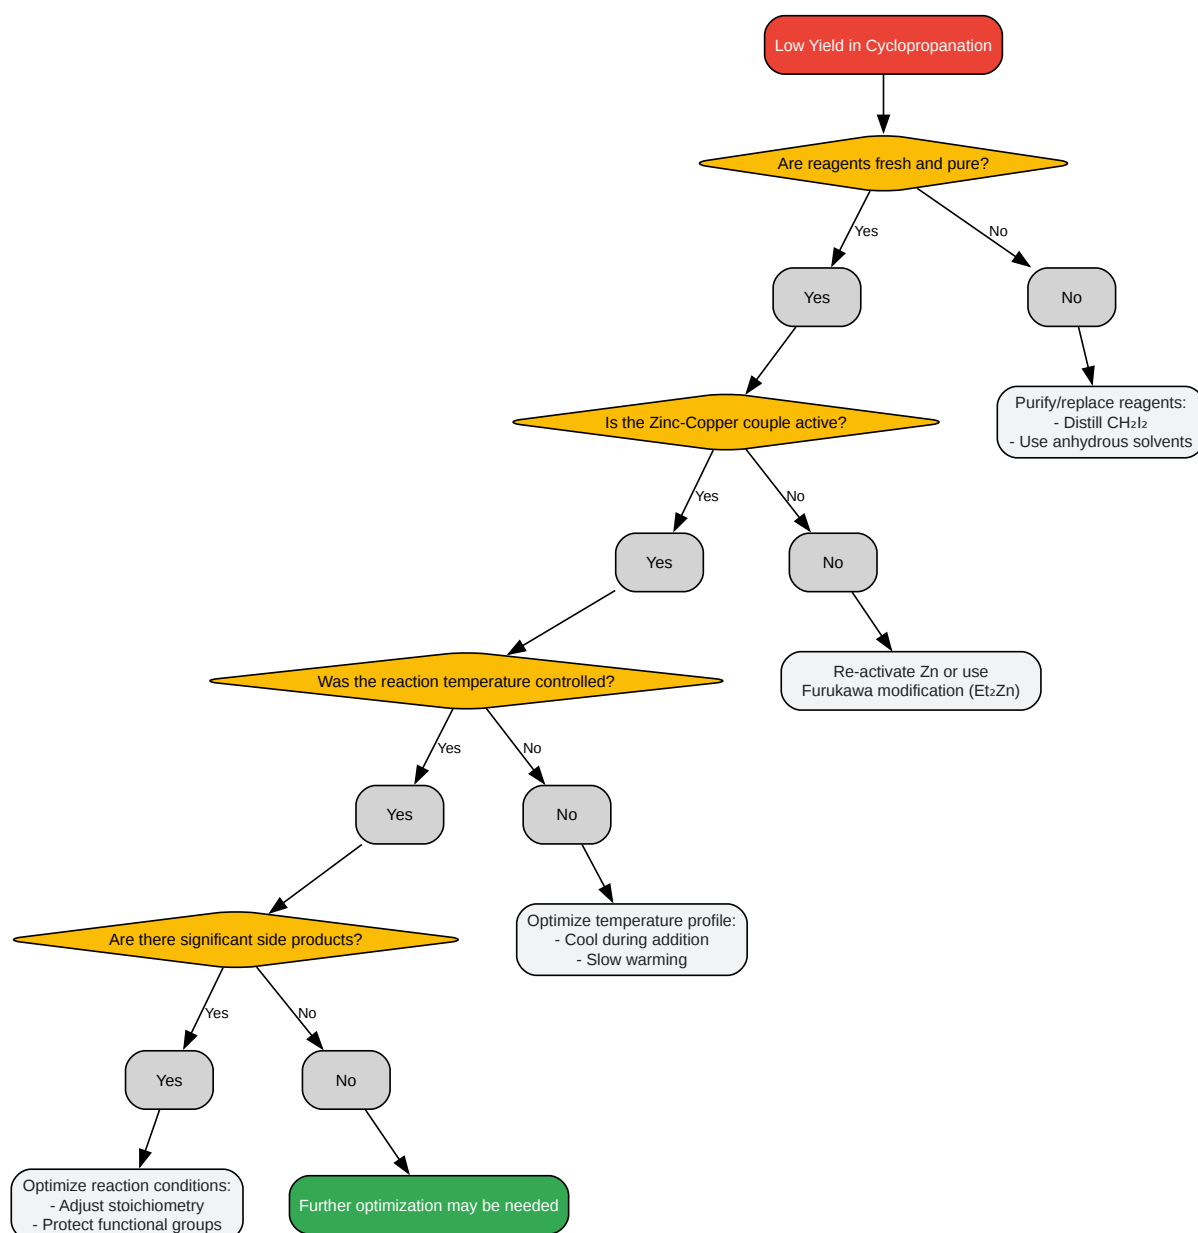 Low Yield in Cyclopropanation
Are reagents fresh and pure?
Yes
No
Yes
No
Purify/replace reagents:
- Distill CH₂I₂
- Use anhydrous solvents
Is the Zinc-Copper couple active?
Yes
No
Yes
No
Re-activate Zn or use
Furukawa modification (Et₂Zn)
Was the reaction temperature controlled?
Yes
No
Yes
No
Optimize temperature profile:
- Cool during addition
- Slow warming
Are there significant side products?
Yes
No
Yes
No
Optimize reaction conditions:
- Adjust stoichiometry
- Protect functional groups
Further optimization may be needed